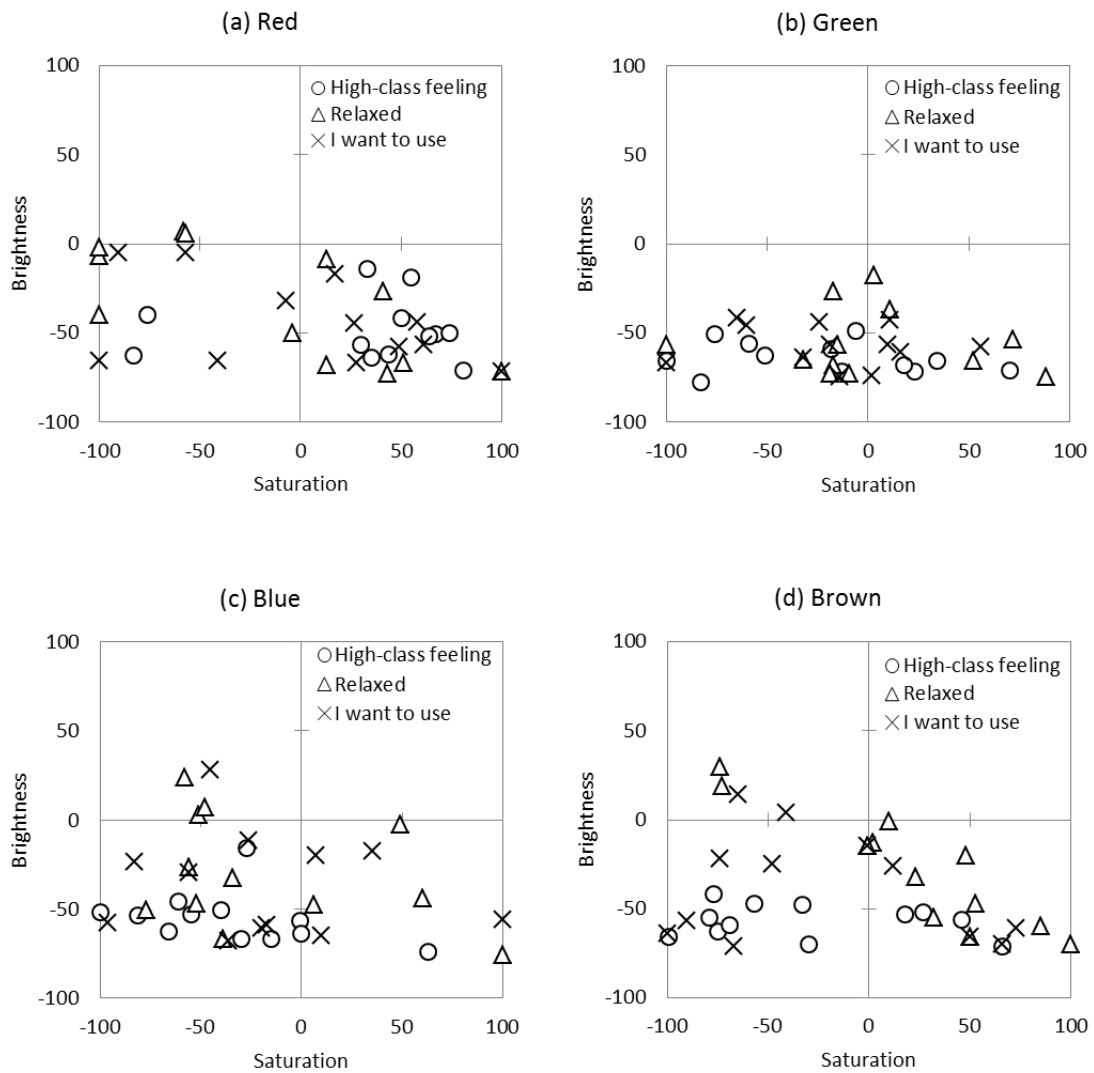 (a) Red
100
50
0
-50
-100
Brightness
-100 -50 0 50 100
Saturation
High-class feeling
Relaxed
I want to use
(b) Green
100
50
0
-50
-100
Brightness
-100 -50 0 50 100
Saturation
High-class feeling
Relaxed
I want to use
(c) Blue
100
50
0
-50
-100
Brightness
-100 -50 0 50 100
Saturation
High-class feeling
Relaxed
I want to use
(d) Brown
100
50
0
-50
-100
Brightness
-100 -50 0 50 100
Saturation
High-class feeling
Relaxed
I want to use